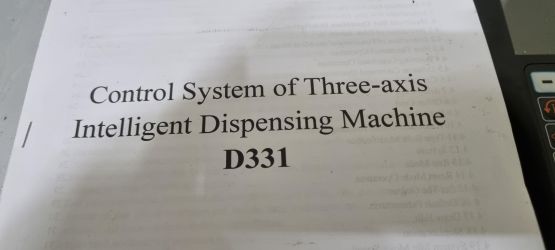 Control System of Three-axis
Intelligent Dispensing Machine
D331